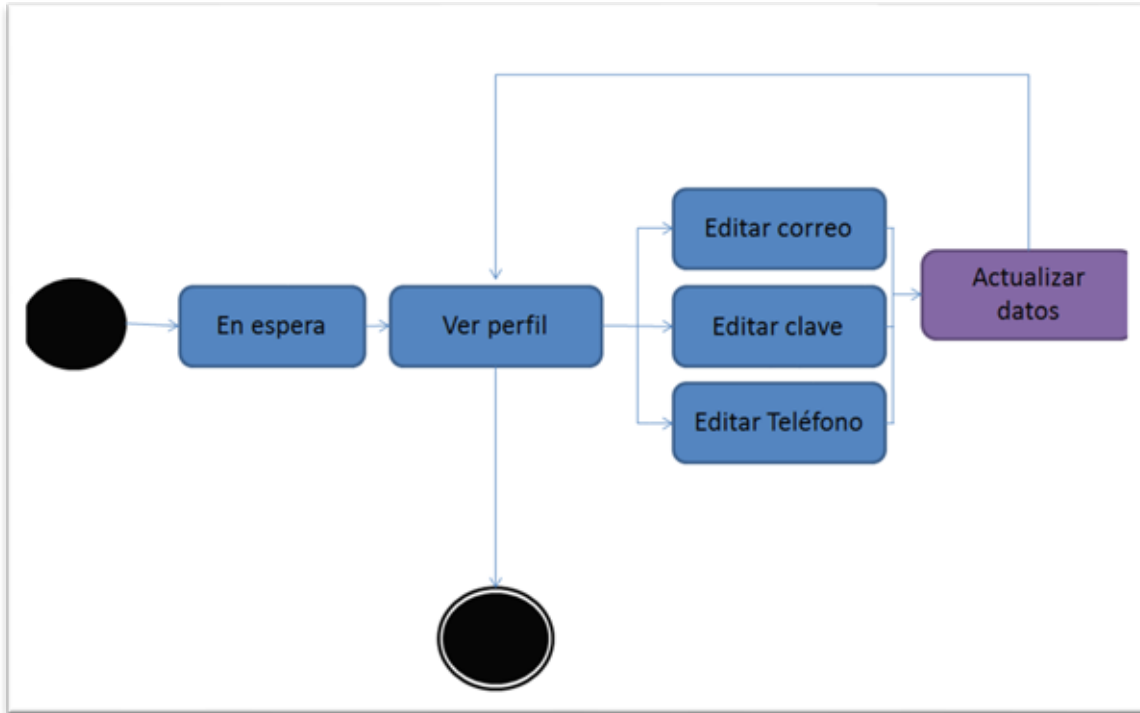 En espera
Ver perfil
Editar correo
Editar clave
Editar Teléfono
Actualizar
datos